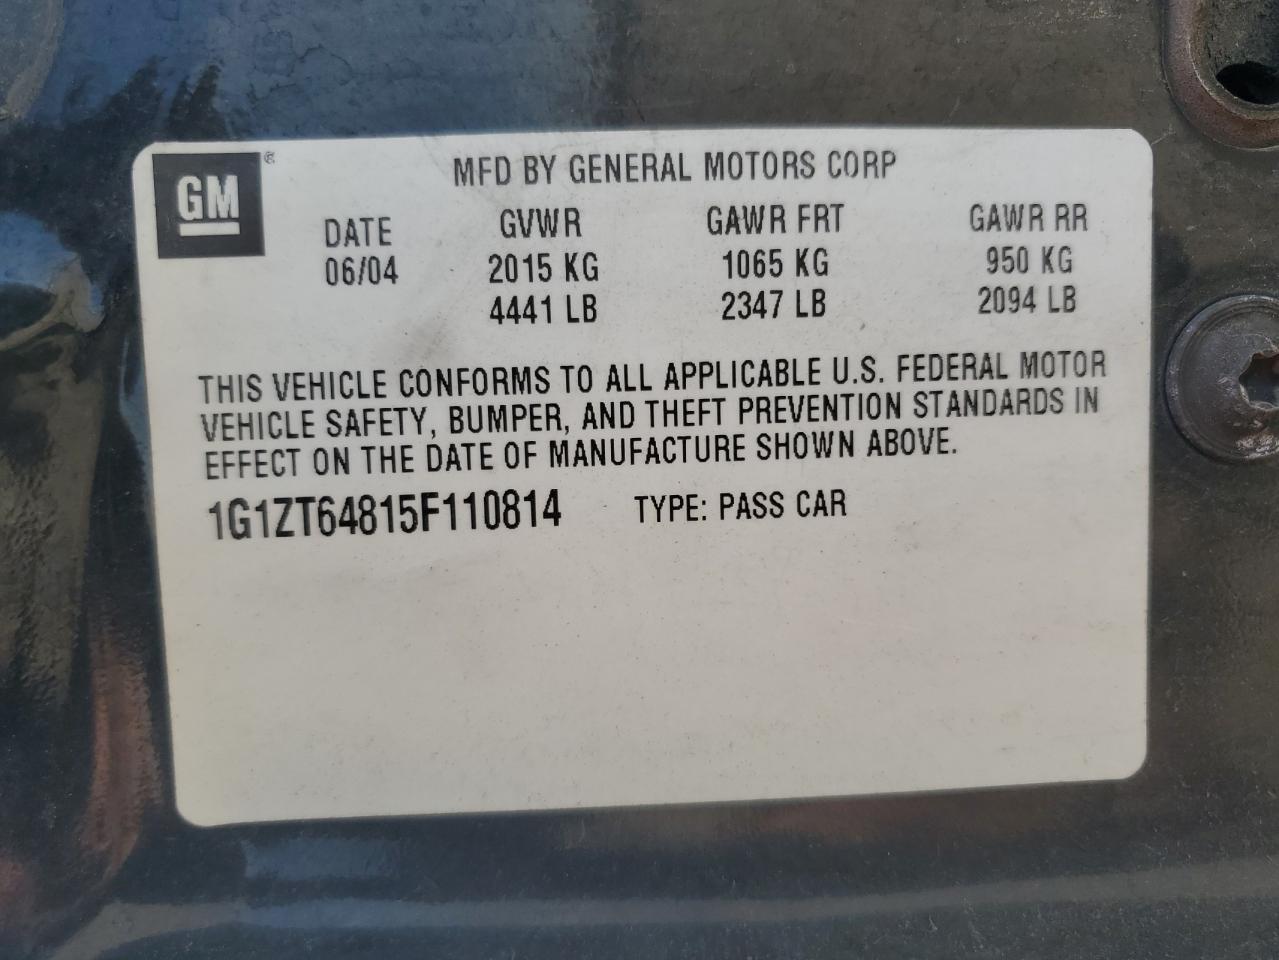 GM®
MFD BY GENERAL MOTORS CORP
DATE GVWR GAWR FRT GAWR RR
06/04 2015 KG 1065 KG 950 KG
4441 LB 2347 LB 2094 LB
THIS VEHICLE CONFORMS TO ALL APPLICABLE U.S. FEDERAL MOTOR
VEHICLE SAFETY, BUMPER, AND THEFT PREVENTION STANDARDS IN
EFFECT ON THE DATE OF MANUFACTURE SHOWN ABOVE.
1G1ZT64815F110814 TYPE: PASS CAR